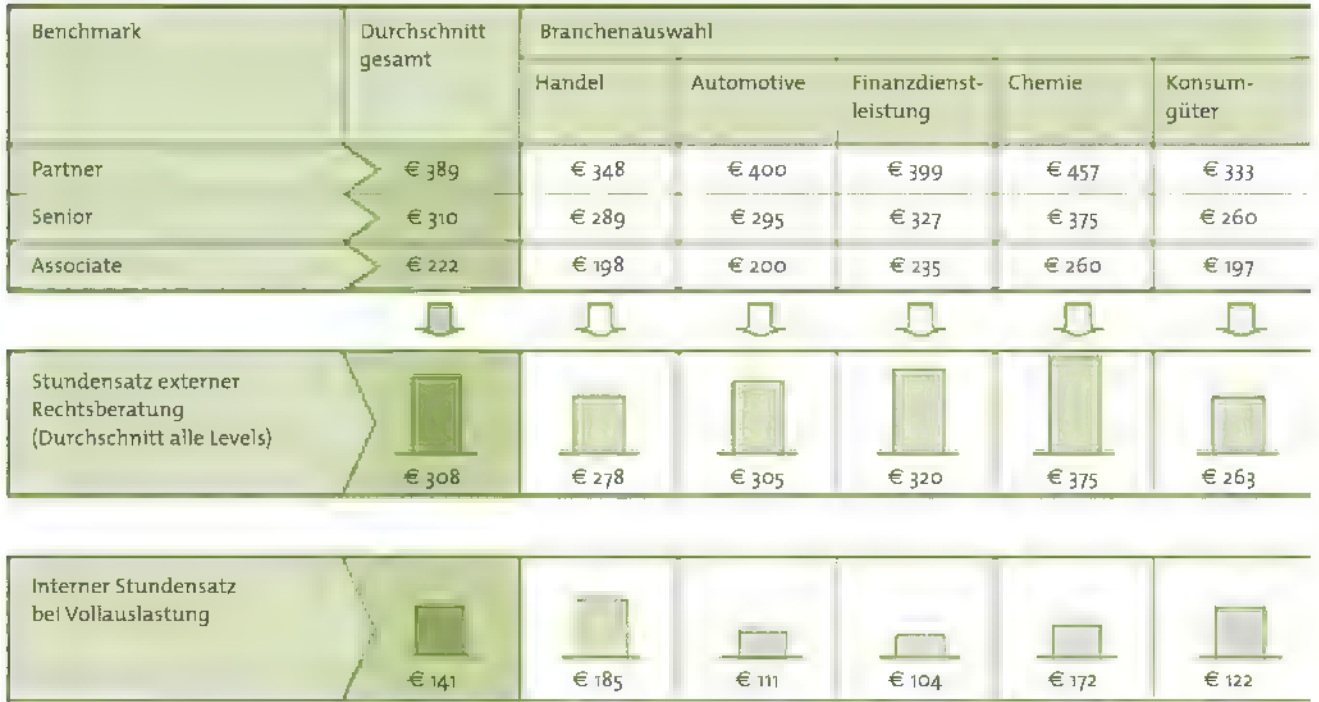 Benchmark
Durchschnitt
gesamt
Branchenauswahl
Handel
Automotive
Finanzdienst-
leistung
Chemie
Konsum-
güter
Partner € 389 € 348 € 400 € 399 € 457 € 333
Senior € 310 € 289 € 295 € 327 € 375 € 260
Associate € 222 € 198 € 200 € 235 € 260 € 197
Stundensatz externer
Rechtsberatung
(Durchschnitt alle Levels)
€ 308 € 278 € 305 € 320 € 375 € 263
Interner Stundensatz
bei Vollauslastung
€ 141 € 185 € 111 € 104 € 172 € 122